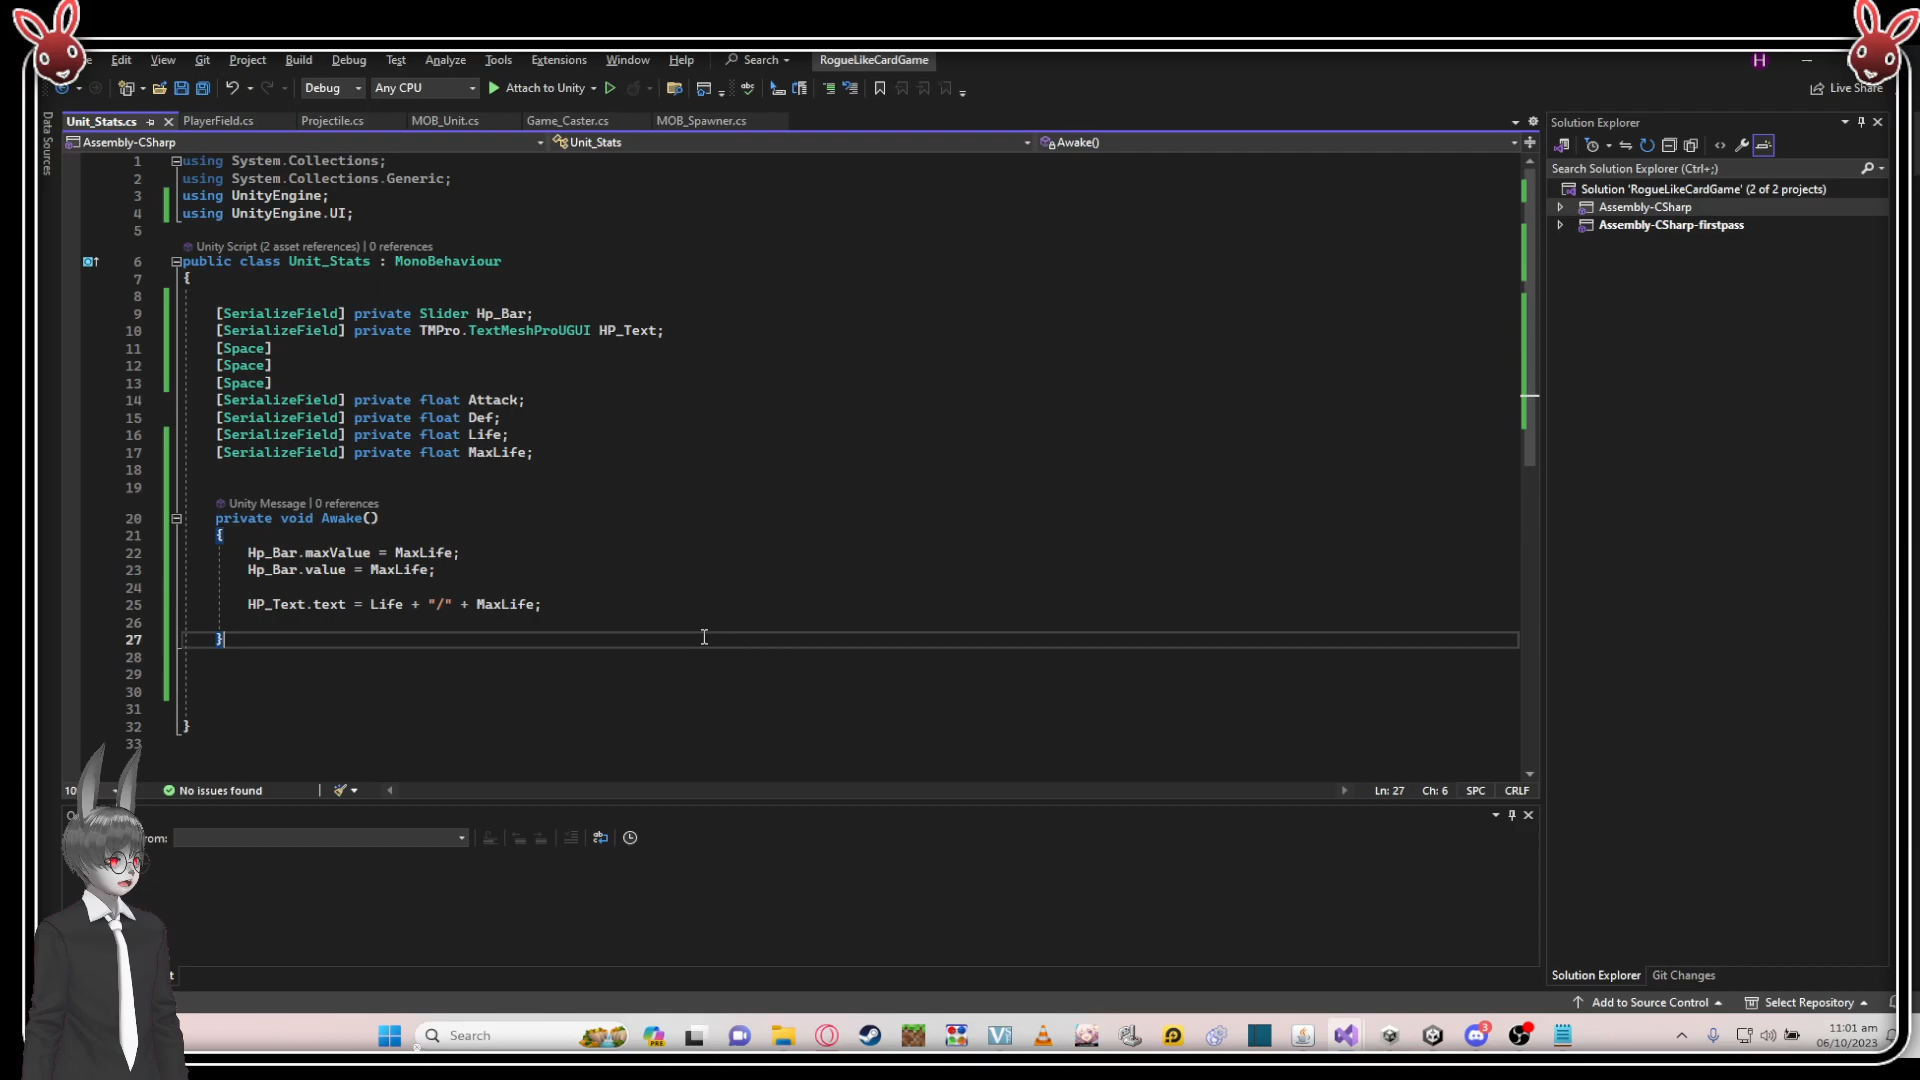 Edit View Git Project Build Debug Test Analyze Tools Extensions Window Help Search RogueLikeCardGame H
Debug Any CPU Attach to Unity Live Share
Data Sources
Unit_Stats.cs PlayerField.cs Projectile.cs MOB_Unit.cs Game_Caster.cs MOB_Spawner.cs
Assembly-CSharp Unit_Stats Awake()
1 using System.Collections;
2 using System.Collections.Generic;
3 using UnityEngine;
4 using UnityEngine.UI;
5
Unity Script (2 asset references) | 0 references
6 public class Unit_Stats : MonoBehaviour
7 {
8
9 [SerializeField] private Slider Hp_Bar;
10 [SerializeField] private TMPro.TextMeshProUGUI HP_Text;
11 [Space]
12 [Space]
13 [Space]
14 [SerializeField] private float Attack;
15 [SerializeField] private float Def;
16 [SerializeField] private float Life;
17 [SerializeField] private float MaxLife;
18
19
Unity Message | 0 references
20 private void Awake()
21 {
22 Hp_Bar.maxValue = MaxLife;
23 Hp_Bar.value = MaxLife;
24
25 HP_Text.text = Life + "/" + MaxLife;
26
27 }
28
29
30
31
32 }
33
No issues found Ln: 27 Ch: 6 SPC CRLF
Solution Explorer
Search Solution Explorer (Ctrl+;)
Solution 'RogueLikeCardGame' (2 of 2 projects)
Assembly-CSharp
Assembly-CSharp-firstpass
Solution Explorer Git Changes
Add to Source Control Select Repository
Search
PRE
3
11:01 am
06/10/2023